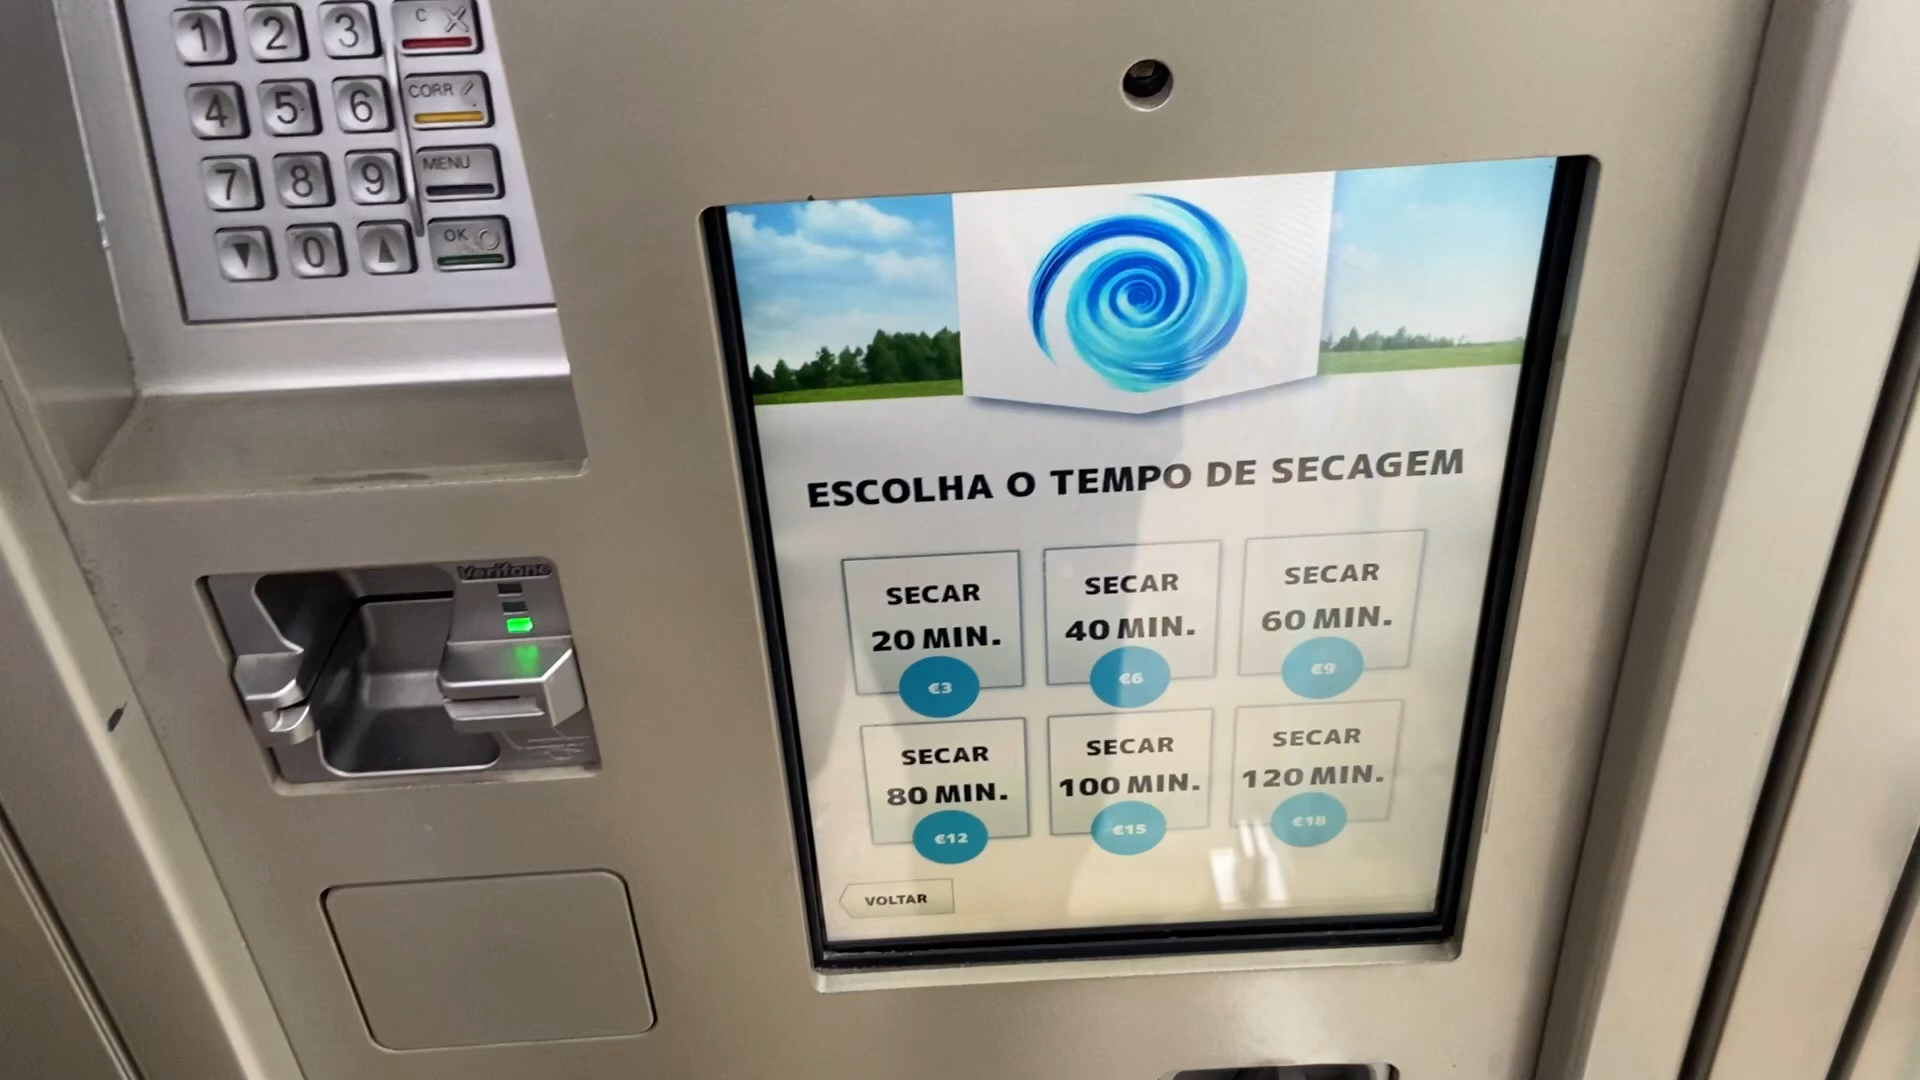 1 2 3 C
4 5 6 CORR
7 8 9 MENU
0 OK
Verifone
ESCOLHA O TEMPO DE SECAGEM
SECAR
20 MIN.
€3
SECAR
40 MIN.
€6
SECAR
60 MIN.
€9
SECAR
80 MIN.
€12
SECAR
100 MIN.
€15
SECAR
120 MIN.
€18
VOLTAR